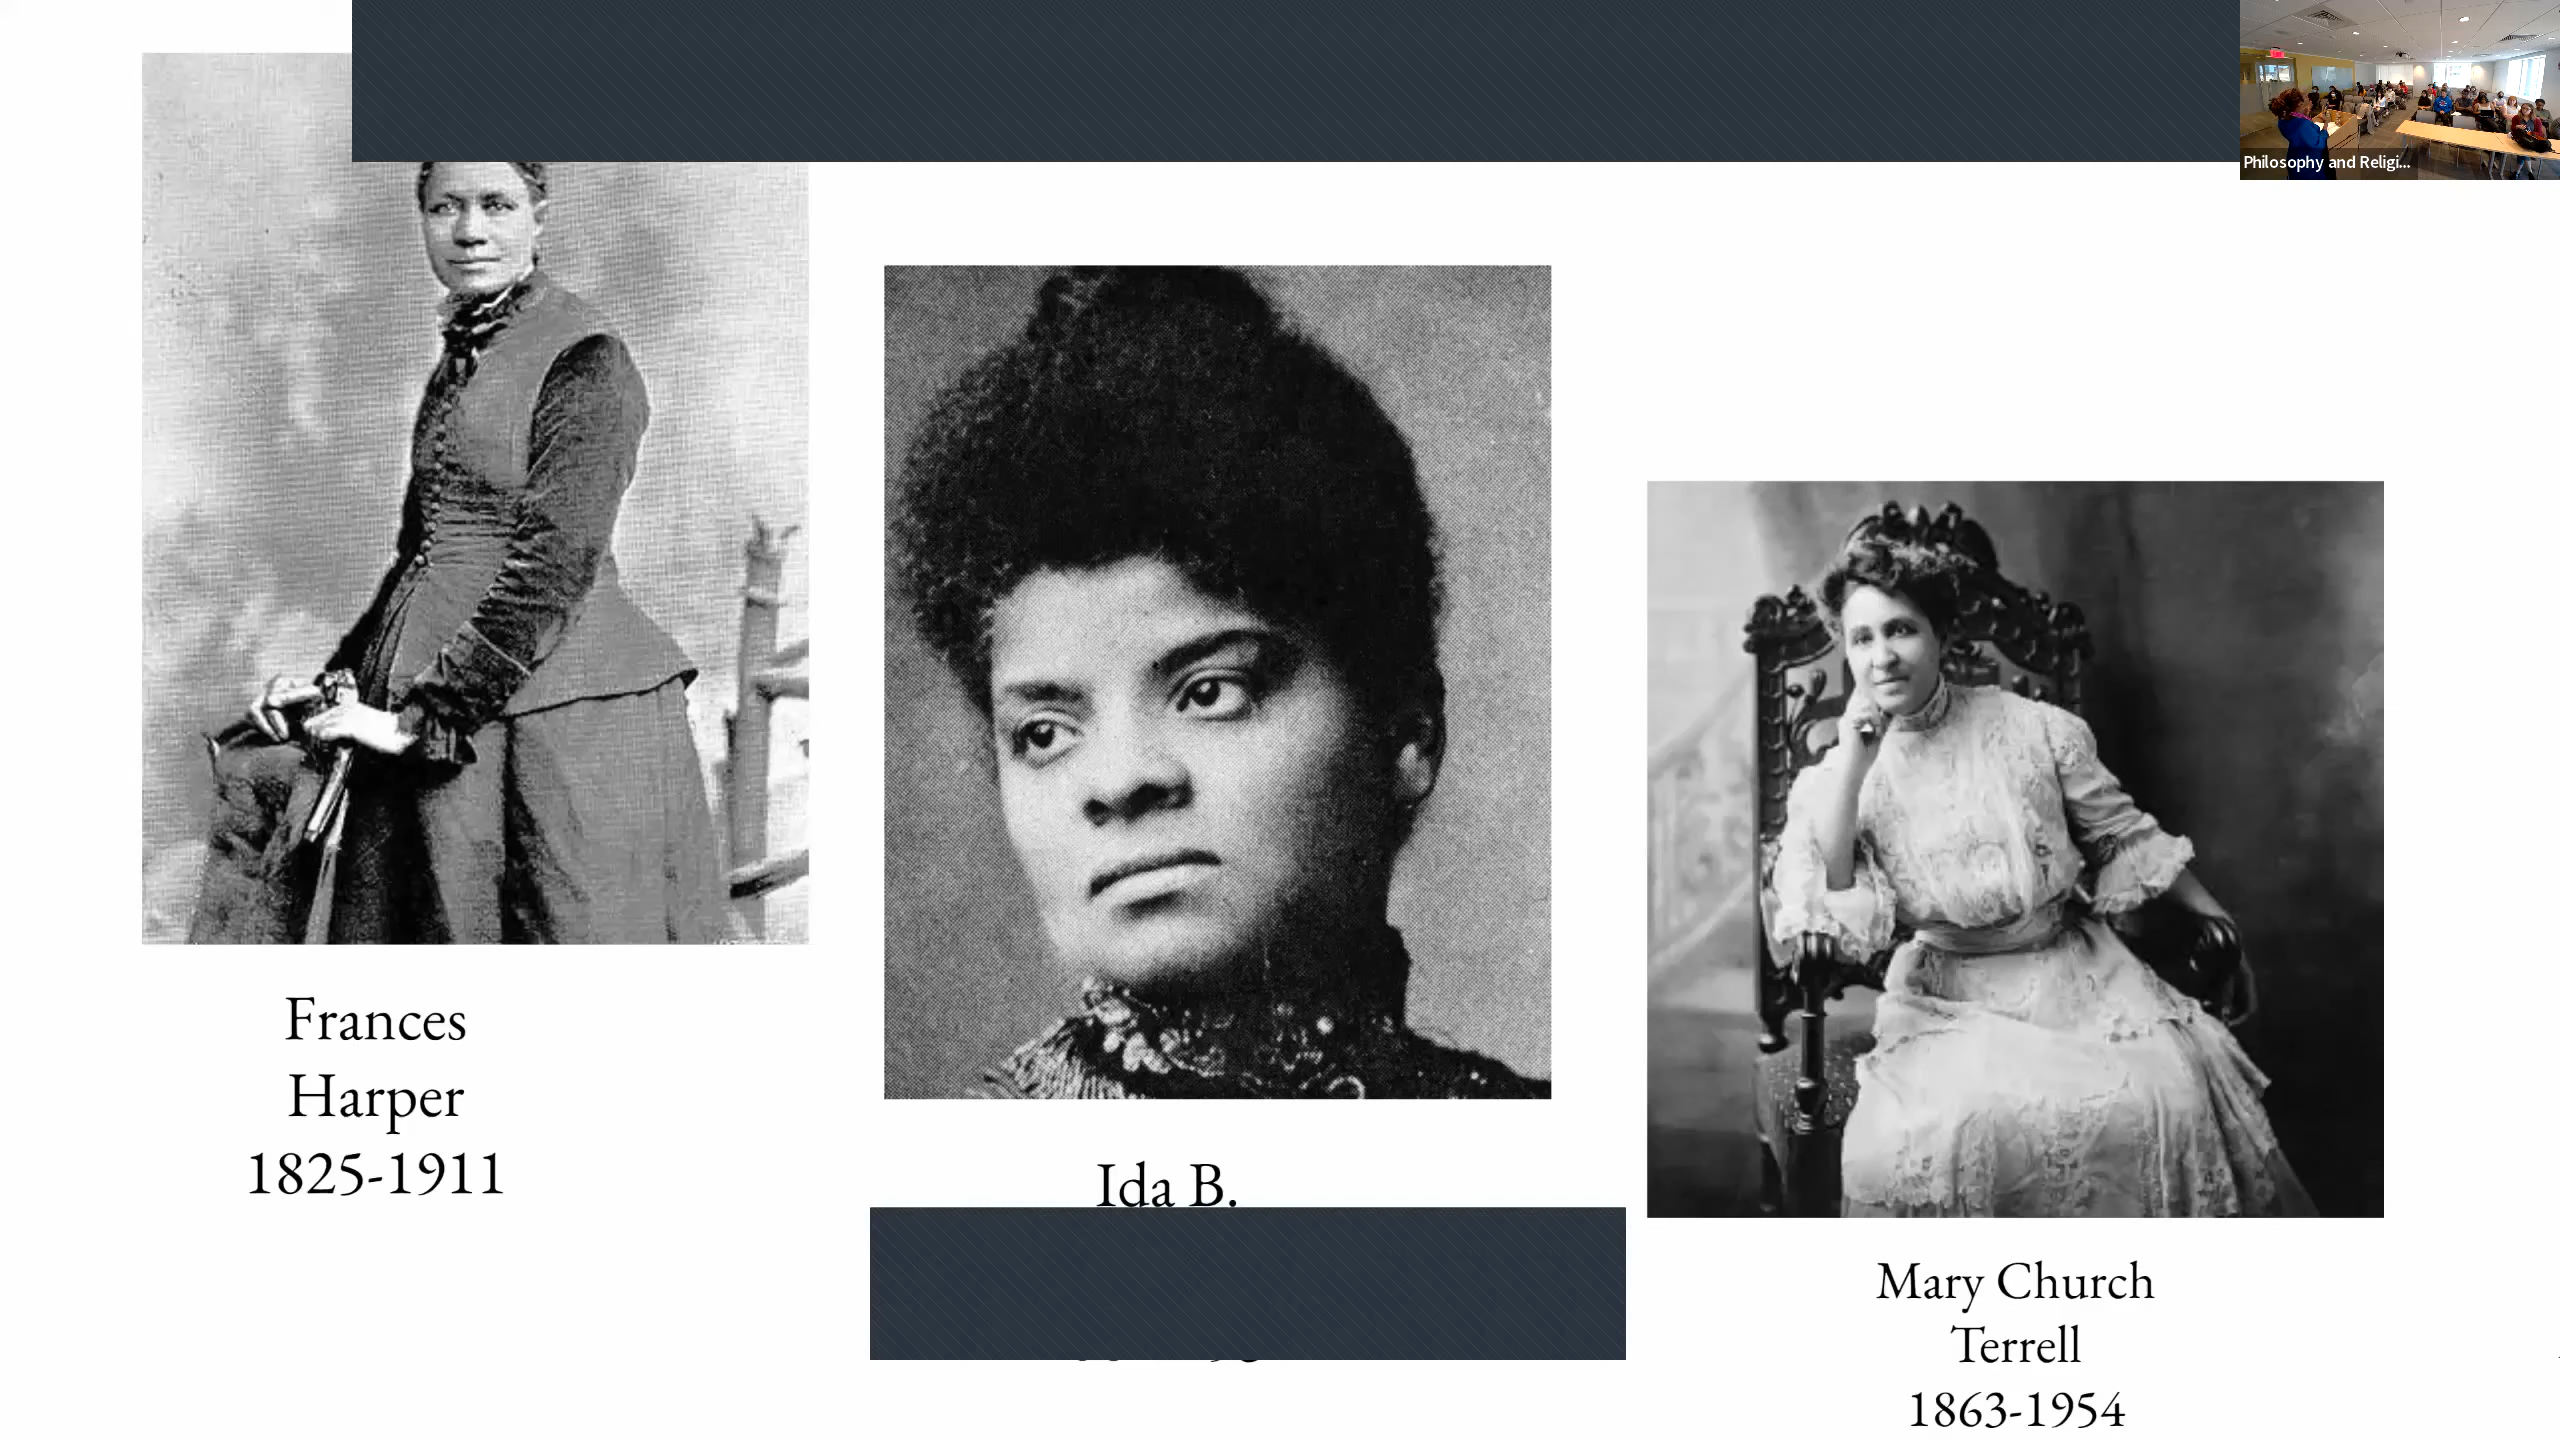 Philosophy and Religi...
Frances
Harper
1825-1911
Ida B.
Mary Church
Terrell
1863-1954